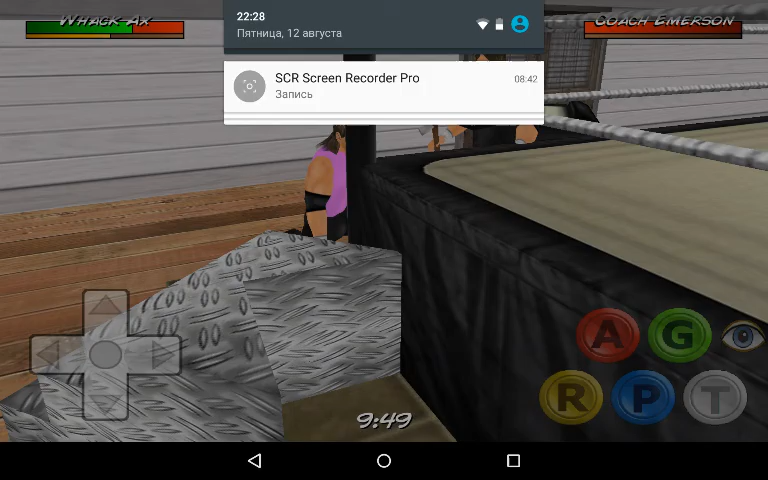 Whack Ax
22:28
Пятница, 12 августа
Coach Emerson
SCR Screen Recorder Pro
08:42
Запись
A
G
R
P
T
9:49